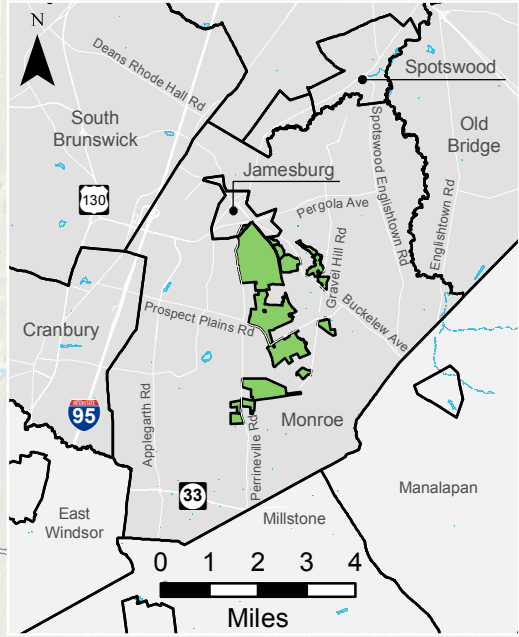 N
Deans Rhode Hall Rd
Spotswood
South
Brunswick
Old
Bridge
Spotswood Englishtown Rd
Jamesburg
130
Pergola Ave
Englishtown Rd
Gravel Hill Rd
Buckelew Ave
Prospect Plains Rd
Cranbury
INTERSTATE
95
Applegarth Rd
Monroe
Perrineville Rd
33
Manalapan
East
Windsor
Millstone
0 1 2 3 4
Miles